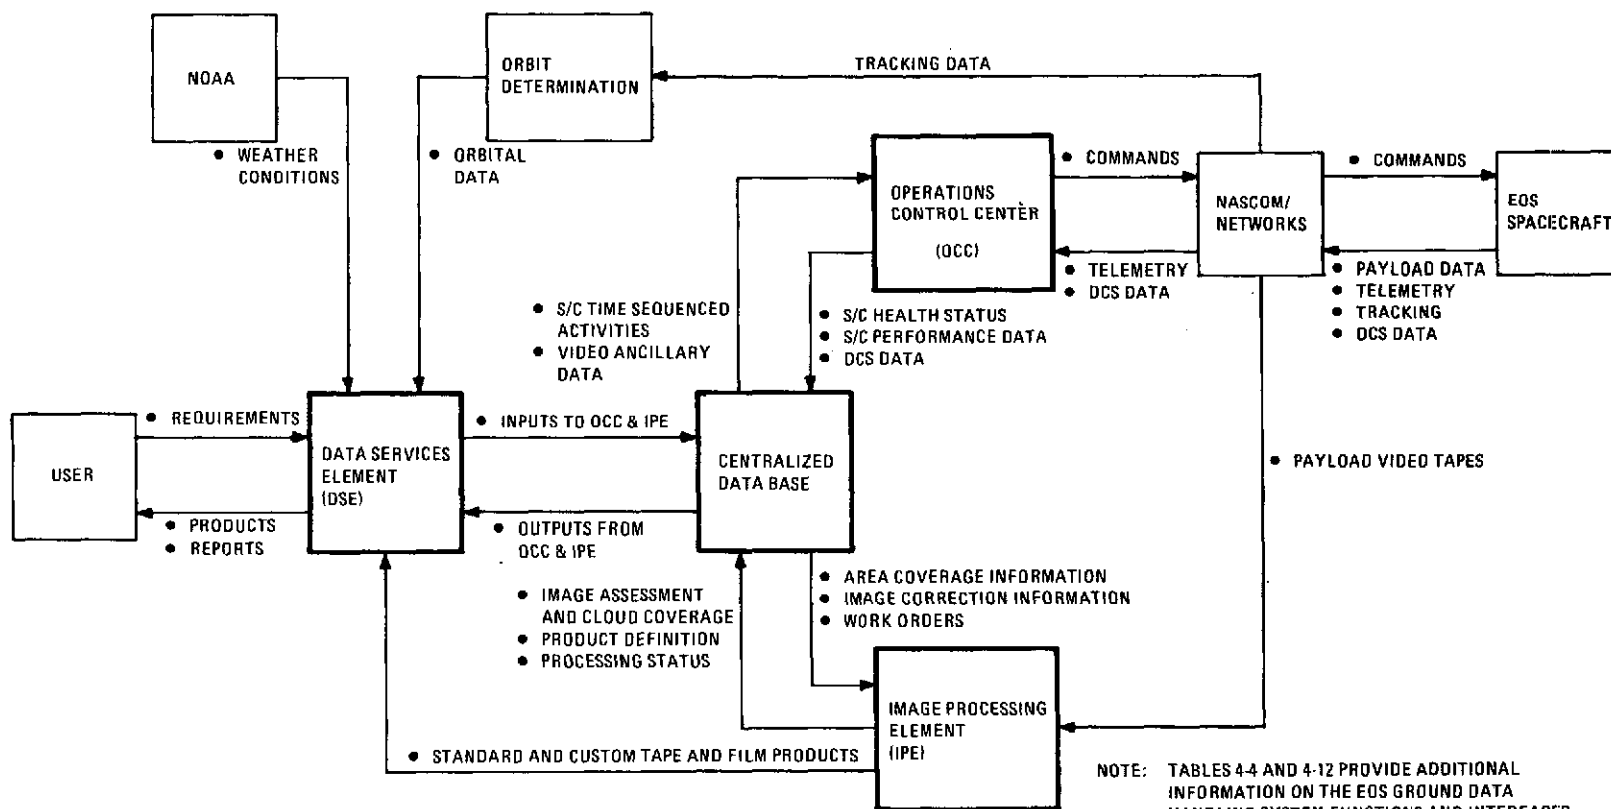 NOAA
ORBIT
DETERMINATION
TRACKING DATA
● WEATHER
CONDITIONS
● ORBITAL
DATA
OPERATIONS
CONTROL CENTER
(OCC)
● COMMANDS
NASCOM/
NETWORKS
● COMMANDS
EOS
SPACECRAFT
● TELEMETRY
● DCS DATA
● PAYLOAD DATA
● TELEMETRY
● TRACKING
● DCS DATA
● S/C TIME SEQUENCED
ACTIVITIES
● VIDEO ANCILLARY
DATA
● S/C HEALTH STATUS
● S/C PERFORMANCE DATA
● DCS DATA
USER
● REQUIREMENTS
● PRODUCTS
● REPORTS
DATA SERVICES
ELEMENT
(DSE)
● INPUTS TO OCC & IPE
● OUTPUTS FROM
OCC & IPE
CENTRALIZED
DATA BASE
● PAYLOAD VIDEO TAPES
● IMAGE ASSESSMENT
AND CLOUD COVERAGE
● PRODUCT DEFINITION
● PROCESSING STATUS
● AREA COVERAGE INFORMATION
● IMAGE CORRECTION INFORMATION
● WORK ORDERS
IMAGE PROCESSING
ELEMENT
(IPE)
● STANDARD AND CUSTOM TAPE AND FILM PRODUCTS
NOTE: TABLES 4-4 AND 4-12 PROVIDE ADDITIONAL
INFORMATION ON THE EOS GROUND DATA
HANDLING SYSTEM FUNCTIONS AND INTERFACES